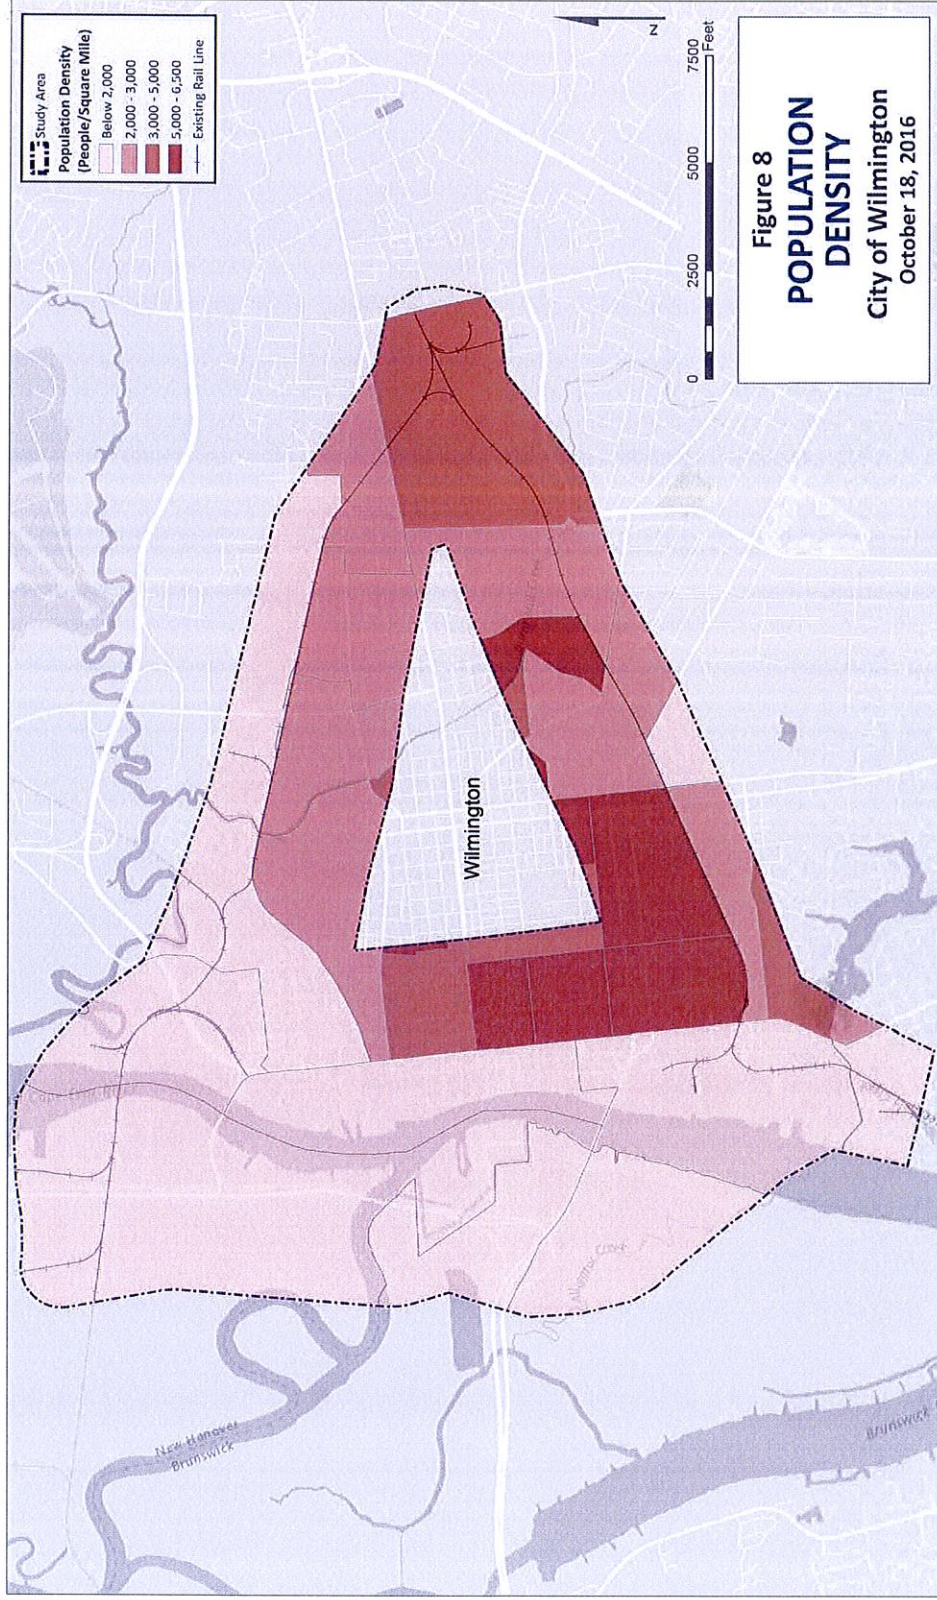 Study Area
Population Density
(People/Square Mile)
Below 2,000
2,000 - 3,000
3,000 - 5,000
5,000 - 6,500
Existing Rail Line
N
0 2500 5000 7500
Feet
Figure 8
POPULATION
DENSITY
City of Wilmington
October 18, 2016
Wilmington
New Hanover
Brunswick
Brunswick